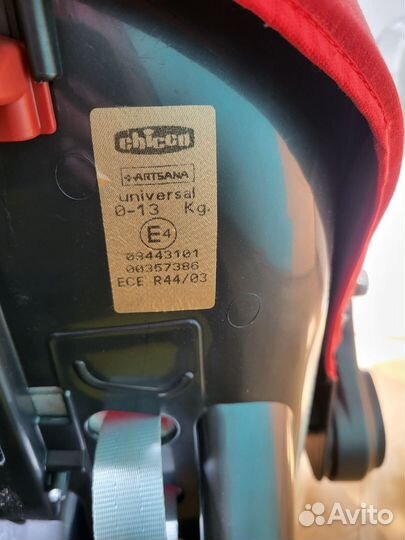 chicco
ARTSANA
universal
0-13 Kg.
E4
03443101
00357386
ECE R44/03
Avito